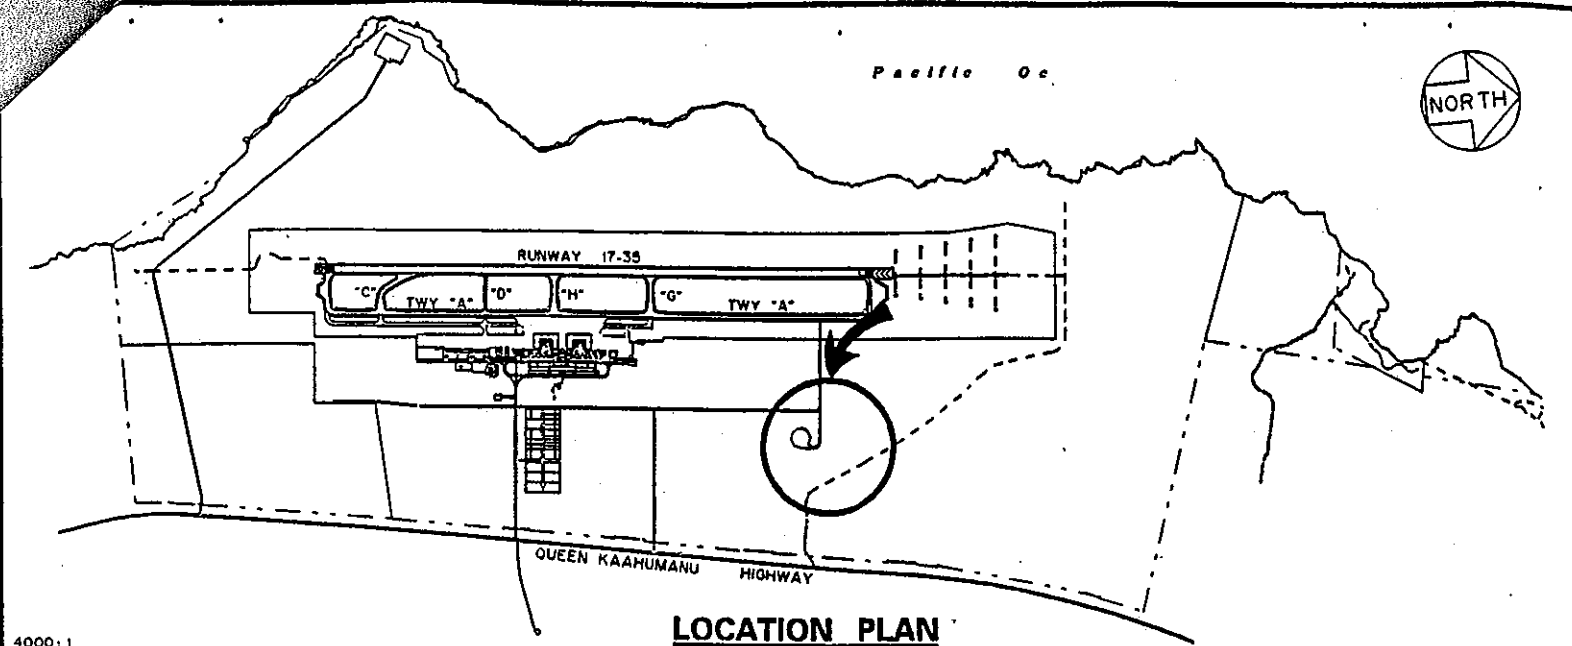 Pacific Oc
NORTH
RUNWAY 17-35
"C"
TWY "A"
"D"
"H"
"G"
TWY "A"
QUEEN KAAHUMANU HIGHWAY
LOCATION PLAN
4000:1